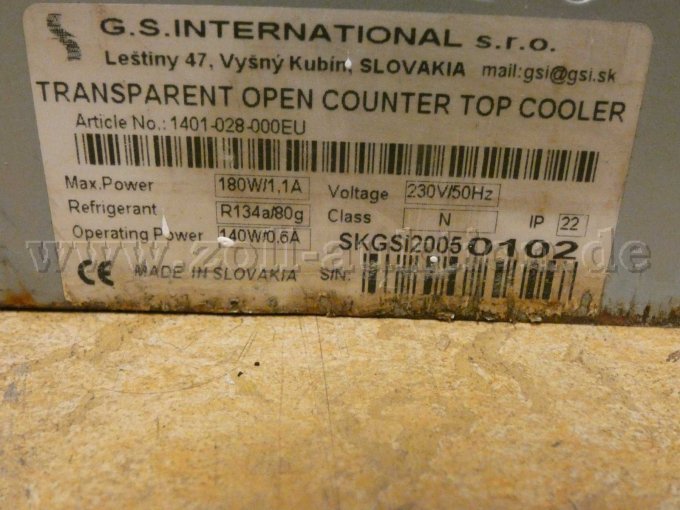 G.S.INTERNATIONAL s.r.o.
Leštiny 47, Vyšný Kubín, SLOVAKIA mail:gsi@gsi.sk
TRANSPARENT OPEN COUNTER TOP COOLER
Article No.: 1401-028-000EU
Max.Power 180W/1,1A Voltage 230V/50Hz
Refrigerant R134a/80g Class N IP 22
Operating Power 140W/0,6A SKGSI2005 0102
www.zoll-auktion.de
CE MADE IN SLOVAKIA S/N: